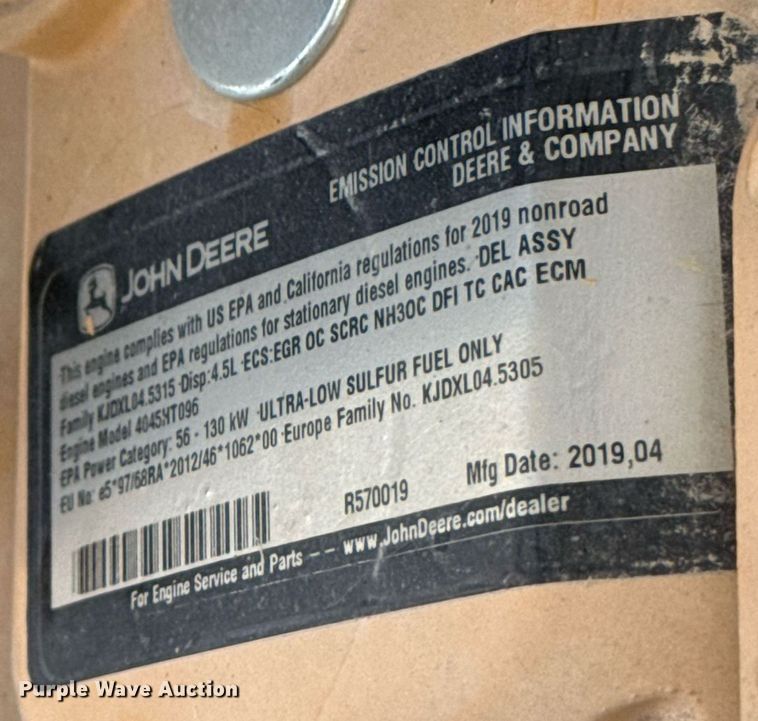 EMISSION CONTROL INFORMATION
DEERE & COMPANY
JOHN DEERE
This engine complies with US EPA and California regulations for 2019 nonroad
diesel engines and EPA regulations for stationary diesel engines. ·DEL ASSY
Family KJDXL04.5315 ·Disp:4.5L ·ECS:EGR OC SCRC NH3OC DFI TC CAC ECM
Engine Model 4045HT096
EPA Power Category: 56 - 130 kW ·ULTRA-LOW SULFUR FUEL ONLY
EU No: e5*97/68RA*2012/46*1062*00 ·Europe Family No. KJDXL04.5305
R570019
Mfg Date: 2019,04
For Engine Service and Parts -- www.JohnDeere.com/dealer
Purple Wave Auction